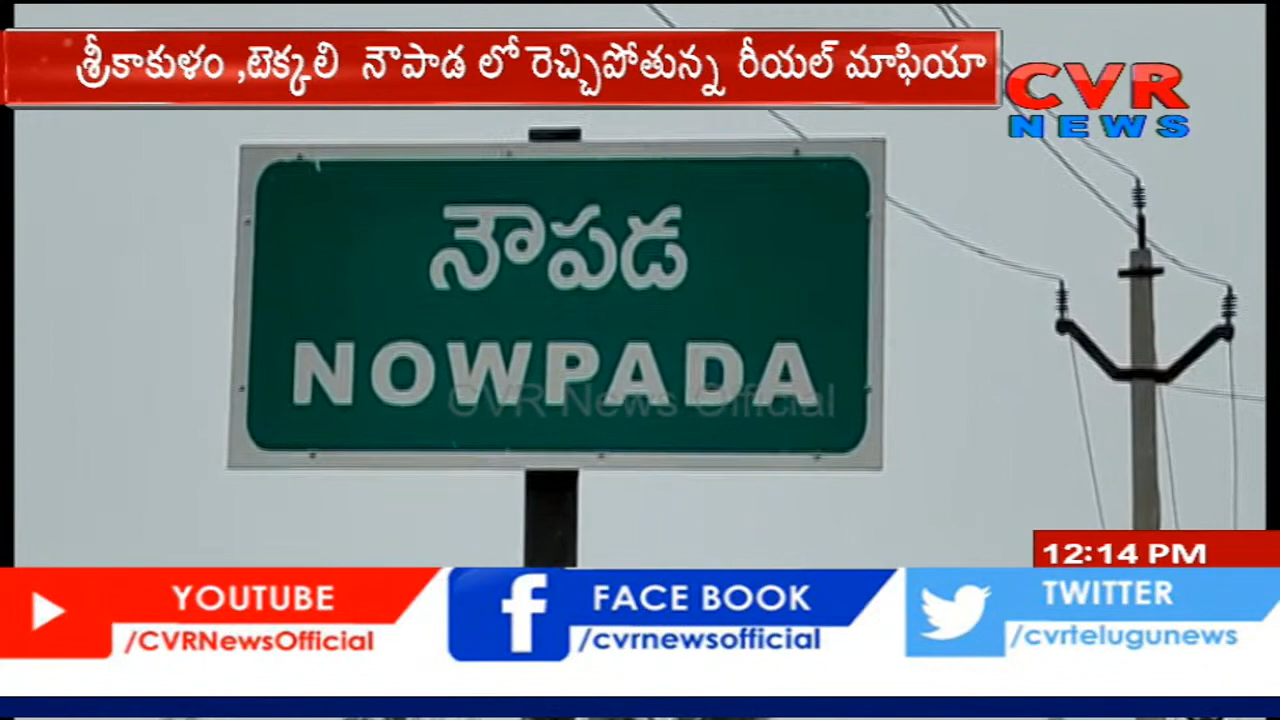 శ్రీకాకుళం ,టెక్కలి నౌపాడ లో రెచ్చిపోతున్న రీయల్ మాఫియా
CVR
NEWS
నౌపడ
NOWPADA
CVR News Official
12:14 PM
YOUTUBE
/CVRNewsOfficial
FACE BOOK
/cvrnewsofficial
TWITTER
/cvrtelugunews